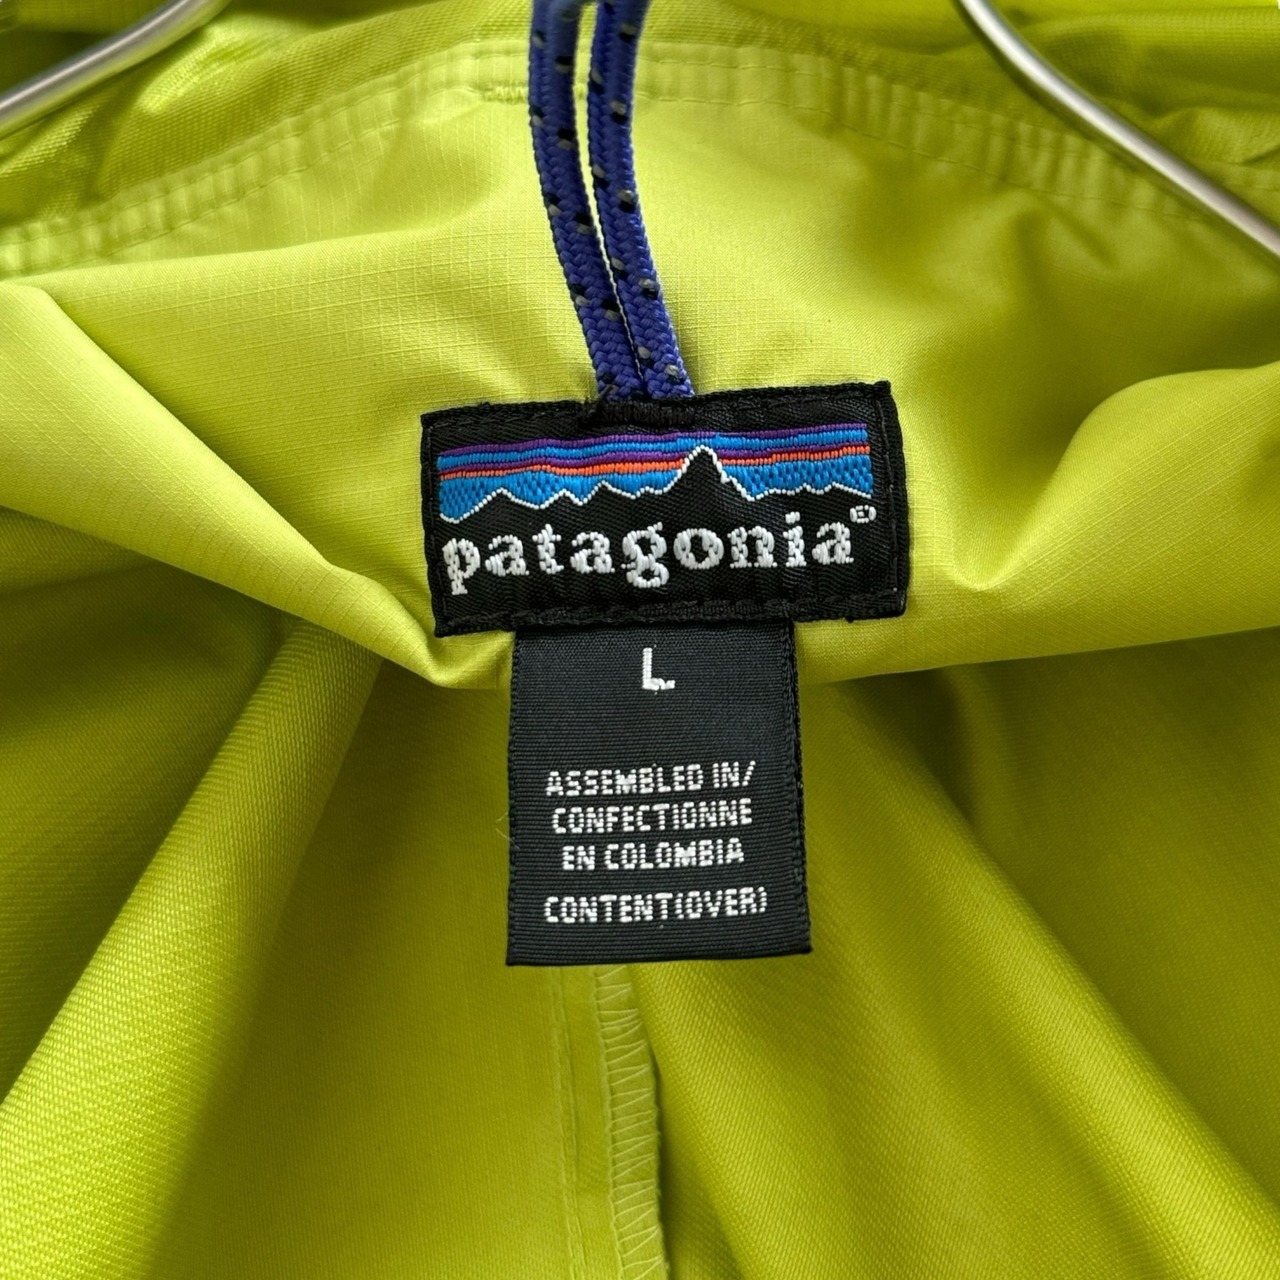 patagonia®
L
ASSEMBLED IN/
CONFECTIONNE
EN COLOMBIA
CONTENT(OVER)